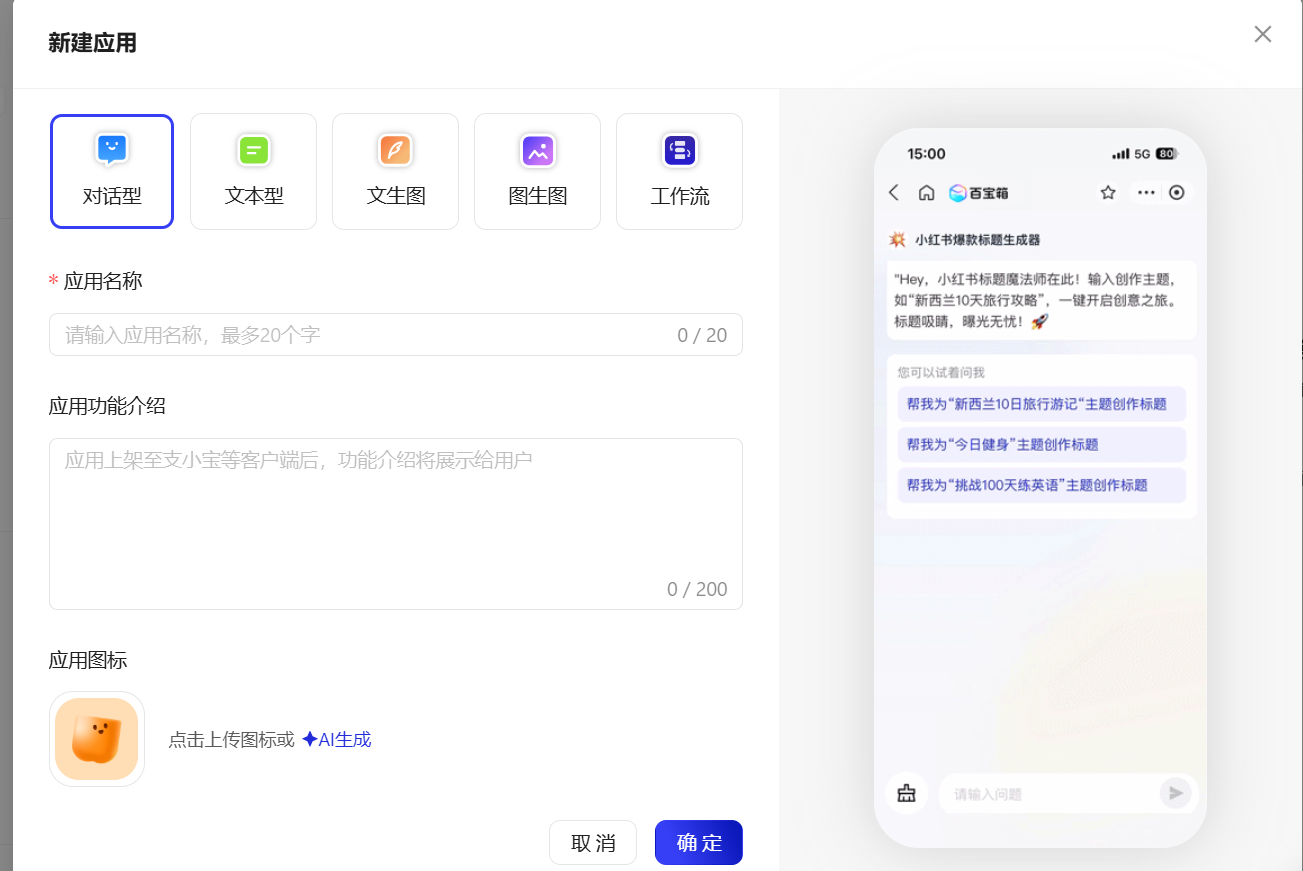 新建应用
对话型
文本型
文生图
图生图
工作流
* 应用名称
请输入应用名称，最多20个字
0 / 20
应用功能介绍
应用上架至支小宝等客户端后，功能介绍将展示给用户
0 / 200
应用图标
点击上传图标或 AI生成
取 消
确 定
15:00
5G 80
百宝箱
小红书爆款标题生成器
"Hey，小红书标题魔法师在此！输入创作主题，
如“新西兰10天旅行攻略”，一键开启创意之旅。
标题吸睛，曝光无忧！🚀
您可以试着问我
帮我为“新西兰10日旅行游记“主题创作标题
帮我为“今日健身”主题创作标题
帮我为“挑战100天练英语”主题创作标题
请输入问题